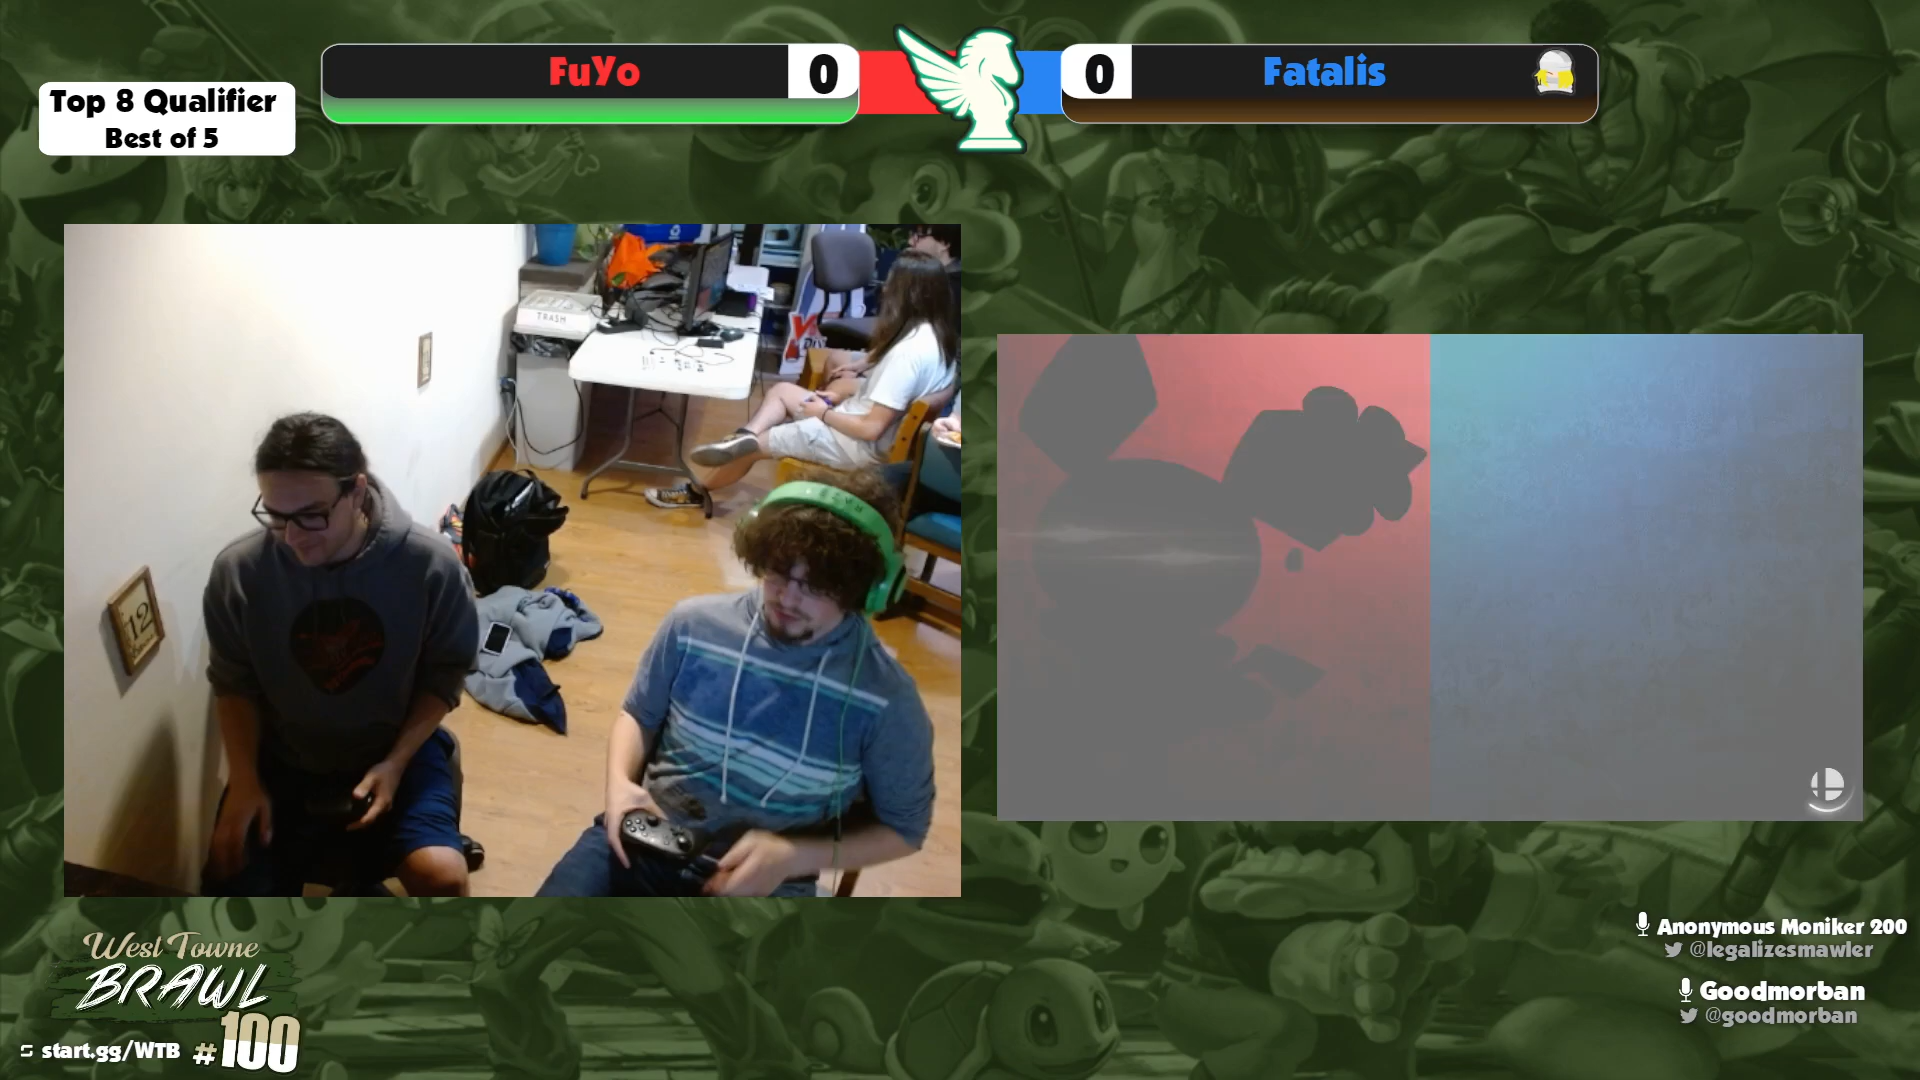 FuYo
0
0
Fatalis
Top 8 Qualifier
Best of 5
TRASH
12
West Towne
BRAWL
#100
start.gg/WTB
Anonymous Moniker 200
@legalizesmawler
Goodmorban
@goodmorban